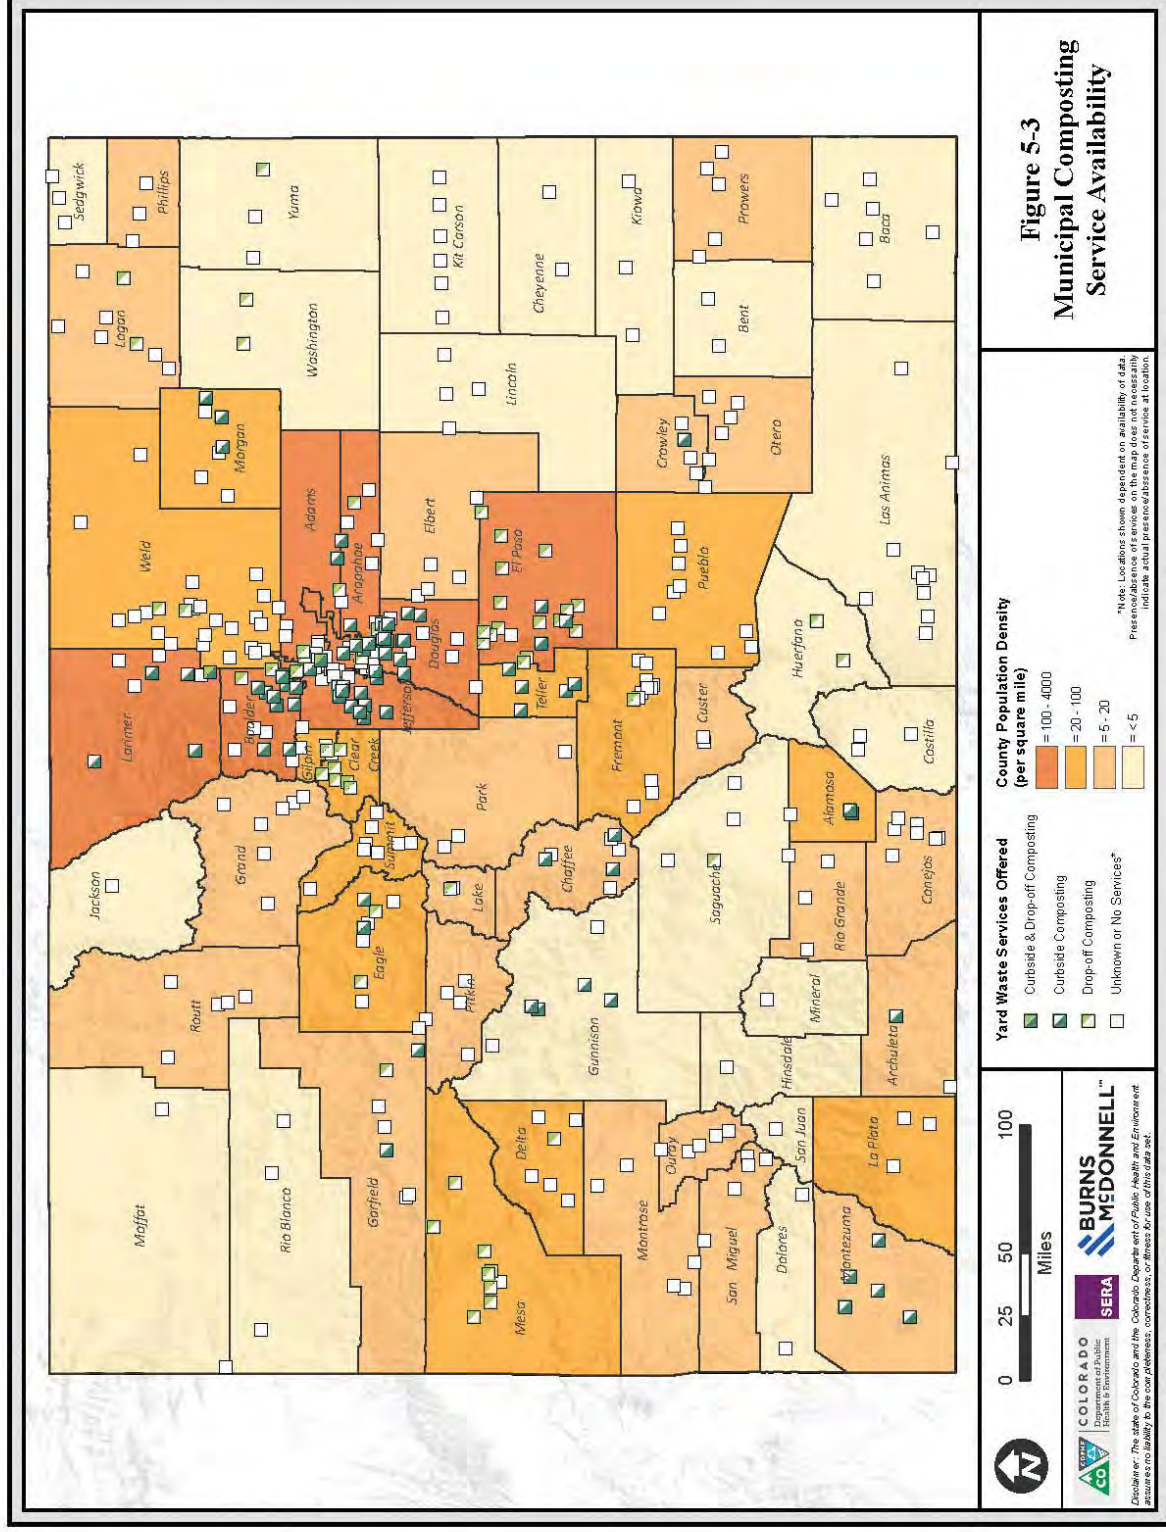 Sedgwick
Phillips
Logan
Yuma
Washington
Morgan
Weld
Larimer
Jackson
Grand
Routt
Moffat
Rio Blanco
Garfield
Eagle
Summit
Gilpin
Clear
Creek
Boulder
Adams
Arapahoe
Jefferson
Douglas
Elbert
Kit Carson
Lincoln
Cheyenne
Kiowa
El Paso
Teller
Park
Lake
Pitkin
Chaffee
Gunnison
Mesa
Delta
Montrose
Ouray
San Miguel
Dolores
San Juan
Hinsdale
Mineral
Saguache
Fremont
Custer
Pueblo
Crowley
Otero
Bent
Prowers
Baca
Las Animas
Huerfano
Costilla
Alamosa
Conejos
Rio Grande
Archuleta
La Plata
Montezuma
N
0 25 50 100
Miles
COLORADO
Department of Public
Health & Environment
CO
CDPHE
SERA
BURNS
McDONNELL™
Disclaimer: The state of Colorado and the Colorado Department of Public Health and Environment
assumes no liability to the completeness, correctness, or fitness for use of this data set.
Yard Waste Services Offered
Curbside & Drop-off Composting
Curbside Composting
Drop-off Composting
Unknown or No Services*
County Population Density
(per square mile)
= 100 - 4000
= 20 - 100
= 5 - 20
= < 5
*Note: Locations shown dependent on availability of data.
Presence/absence of services on the map does not necessarily
indicate actual presence/absence of service at location.
Figure 5-3
Municipal Composting
Service Availability